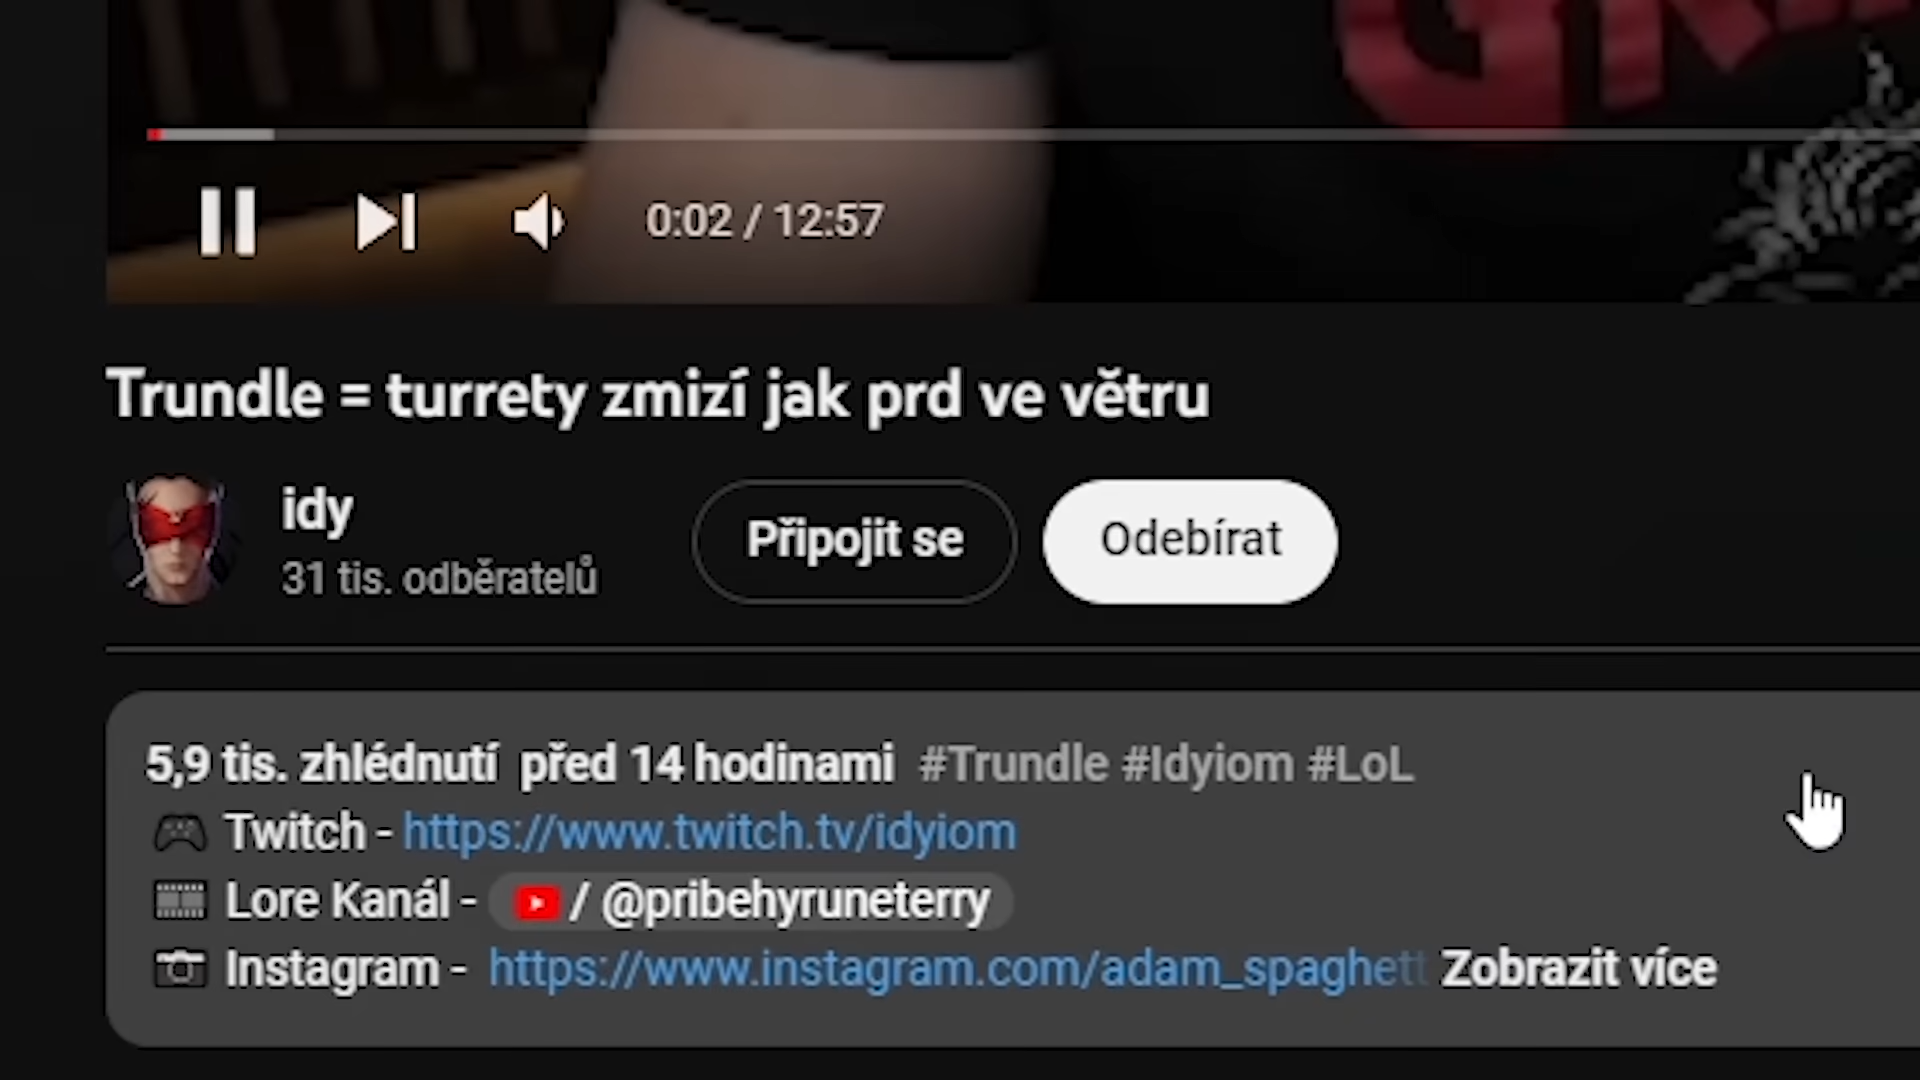 0:02 / 12:57
Trundle = turrety zmizí jak prd ve větru
idy
31 tis. odběratelů
Připojit se
Odebírat
5,9 tis. zhlédnutí před 14 hodinami #Trundle #Idyiom #LoL
Twitch - https://www.twitch.tv/idyiom
Lore Kanál - / @pribehyruneterry
Instagram - https://www.instagram.com/adam_spaghett Zobrazit více